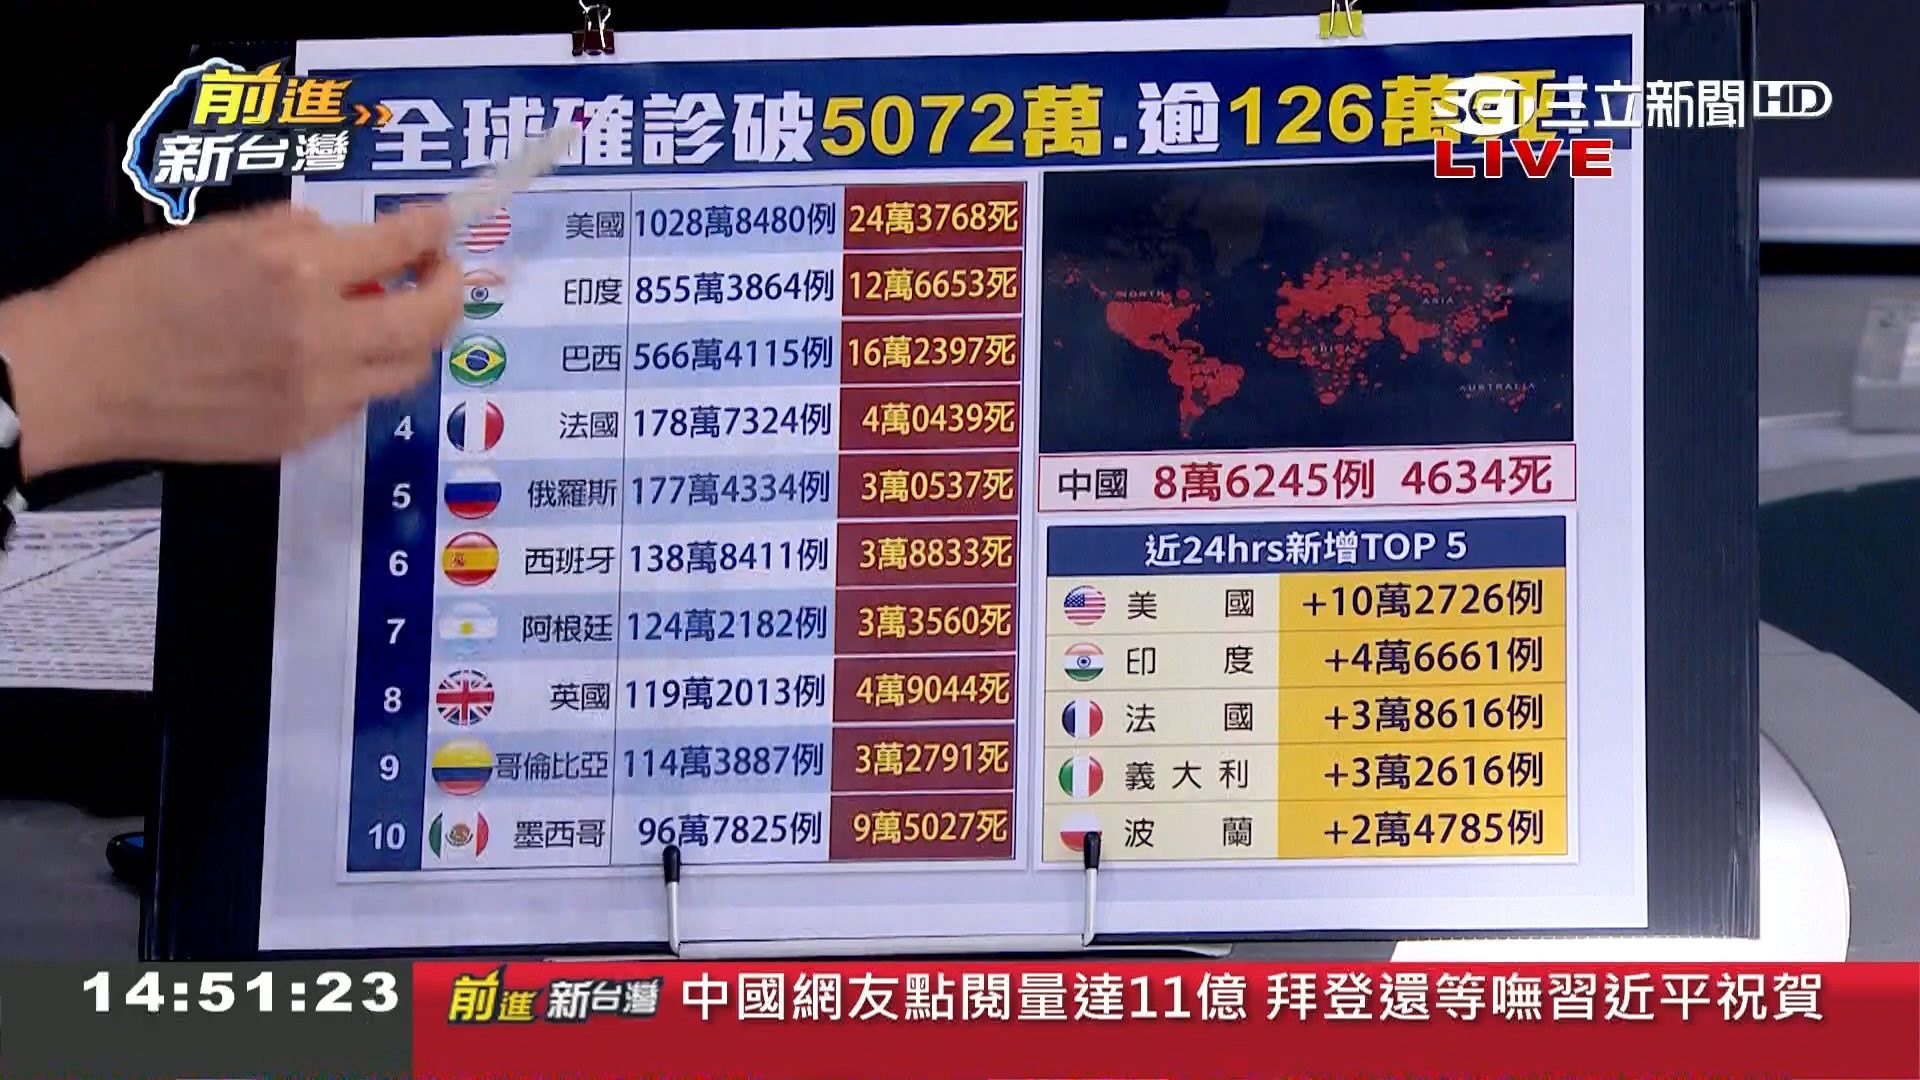 前進
新台灣
全球確診破5072萬.逾126萬死!
三立新聞HD
LIVE
美國 1028萬8480例 24萬3768死
印度 855萬3864例 12萬6653死
巴西 566萬4115例 16萬2397死
4 法國 178萬7324例 4萬0439死
5 俄羅斯 177萬4334例 3萬0537死
6 西班牙 138萬8411例 3萬8833死
7 阿根廷 124萬2182例 3萬3560死
8 英國 119萬2013例 4萬9044死
9 哥倫比亞 114萬3887例 3萬2791死
10 墨西哥 96萬7825例 9萬5027死
NORTH
ASIA
AUSTRALIA
中國 8萬6245例 4634死
近24hrs新增TOP 5
美國 +10萬2726例
印度 +4萬6661例
法國 +3萬8616例
義大利 +3萬2616例
波蘭 +2萬4785例
14:51:23
前進新台灣 中國網友點閱量達11億 拜登還等嘸習近平祝賀